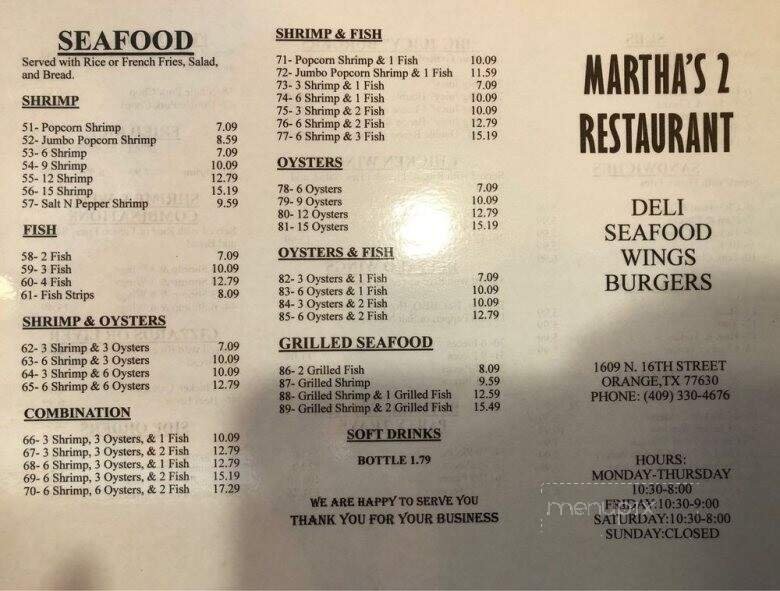 SEAFOOD
Served with Rice or French Fries, Salad,
and Bread.
SHRIMP
51- Popcorn Shrimp 7.09
52- Jumbo Popcorn Shrimp 8.59
53- 6 Shrimp 7.09
54- 9 Shrimp 10.09
55- 12 Shrimp 12.79
56- 15 Shrimp 15.19
57- Salt N Pepper Shrimp 9.59
FISH
58- 2 Fish 7.09
59- 3 Fish 10.09
60- 4 Fish 12.79
61- Fish Strips 8.09
SHRIMP & OYSTERS
62- 3 Shrimp & 3 Oysters 7.09
63- 6 Shrimp & 3 Oysters 10.09
64- 3 Shrimp & 6 Oysters 10.09
65- 6 Shrimp & 6 Oysters 12.79
COMBINATION
66- 3 Shrimp, 3 Oysters, & 1 Fish 10.09
67- 3 Shrimp, 3 Oysters, & 2 Fish 12.79
68- 6 Shrimp, 6 Oysters, & 1 Fish 12.79
69- 6 Shrimp, 3 Oysters, & 2 Fish 15.19
70- 6 Shrimp, 6 Oysters, & 2 Fish 17.29
SHRIMP & FISH
71- Popcorn Shrimp & 1 Fish 10.09
72- Jumbo Popcorn Shrimp & 1 Fish 11.59
73- 3 Shrimp & 1 Fish 7.09
74- 6 Shrimp & 1 Fish 10.09
75- 3 Shrimp & 2 Fish 10.09
76- 6 Shrimp & 2 Fish 12.79
77- 6 Shrimp & 3 Fish 15.19
OYSTERS
78- 6 Oysters 7.09
79- 9 Oysters 10.09
80- 12 Oysters 12.79
81- 15 Oysters 15.19
OYSTERS & FISH
82- 3 Oysters & 1 Fish 7.09
83- 6 Oysters & 1 Fish 10.09
84- 3 Oysters & 2 Fish 10.09
85- 6 Oysters & 2 Fish 12.79
GRILLED SEAFOOD
86- 2 Grilled Fish 8.09
87- Grilled Shrimp 9.59
88- Grilled Shrimp & 1 Grilled Fish 12.59
89- Grilled Shrimp & 2 Grilled Fish 15.49
SOFT DRINKS
BOTTLE 1.79
WE ARE HAPPY TO SERVE YOU
THANK YOU FOR YOUR BUSINESS
MARTHA'S 2
RESTAURANT
DELI
SEAFOOD
WINGS
BURGERS
1609 N. 16TH STREET
ORANGE,TX 77630
PHONE: (409) 330-4676
HOURS:
MONDAY-THURSDAY
10:30-8:00
FRIDAY:10:30-9:00
SATURDAY:10:30-8:00
SUNDAY:CLOSED
menupix